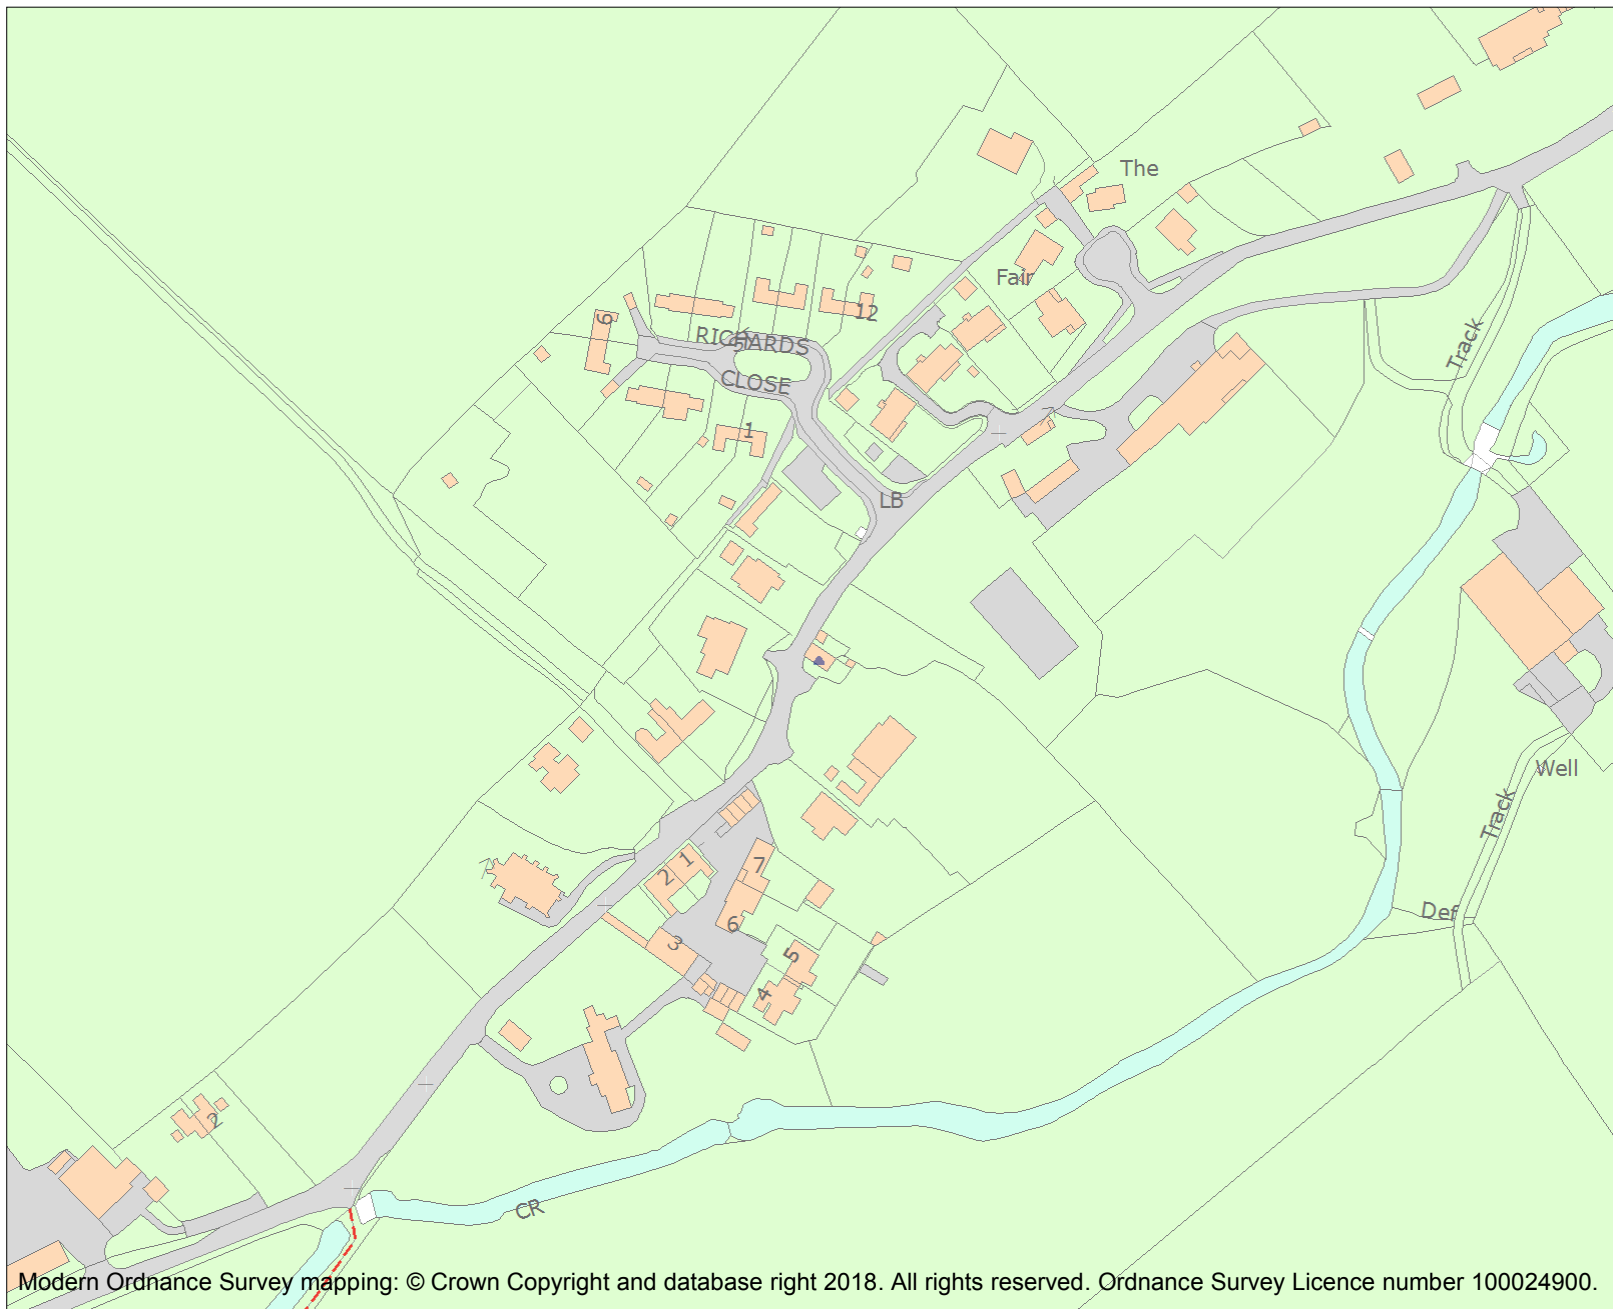 The
Fair
12
6
RICHARDS
5
CLOSE
1
Track
LB
Well
Track
1
2
7
Def
6
3
5
4
2
CR
Modern Ordnance Survey mapping: © Crown Copyright and database right 2018. All rights reserved. Ordnance Survey Licence number 100024900.